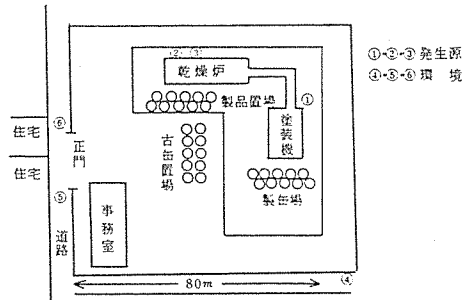 ② ③
乾燥炉
①-②-③ 発生源
④-⑤-⑥ 環境
製品置場
①
塗装機
住宅
⑥
正門
住宅
古缶置場
製缶場
⑤
道路
事務室
80m
④